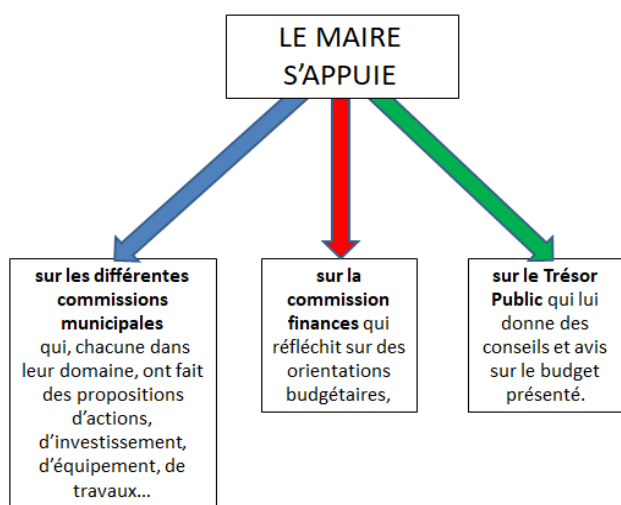 LE MAIRE
S’APPUIE
sur les différentes
commissions
municipales
qui, chacune dans
leur domaine, ont fait
des propositions
d’actions,
d’investissement,
d’équipement, de
travaux...
sur la
commission
finances qui
réfléchit sur des
orientations
budgétaires,
sur le Trésor
Public qui lui
donne des
conseils et avis
sur le budget
présenté.